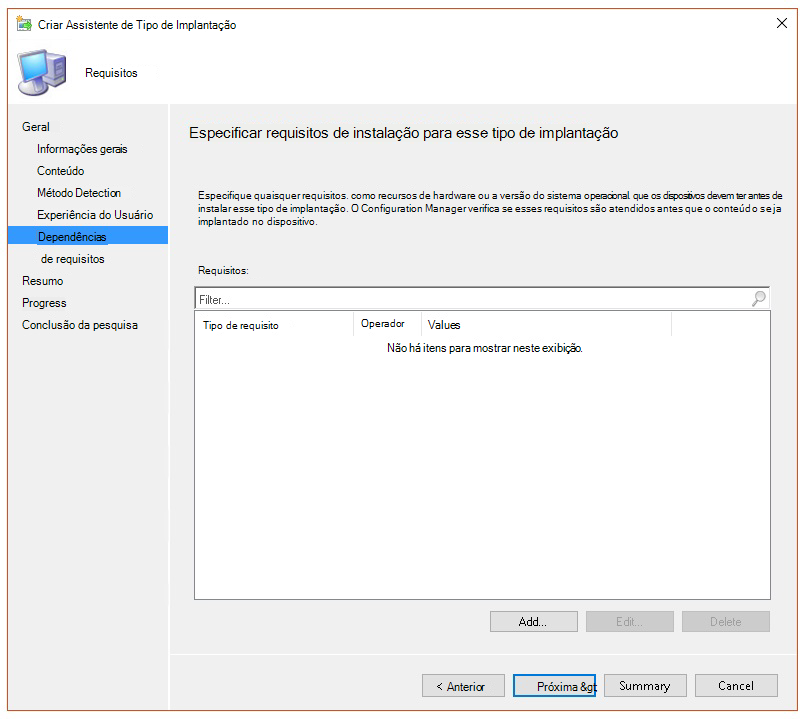 Criar Assistente de Tipo de Implantação
Requisitos
Geral
Informações gerais
Conteúdo
Método Detection
Experiência do Usuário
Dependências
de requisitos
Resumo
Progress
Conclusão da pesquisa
Especificar requisitos de instalação para esse tipo de implantação
Especifique quaisquer requisitos. como recursos de hardware ou a versão do sistema operacional, que os dispositivos devem ter antes de
instalar esse tipo de implantação. O Configuration Manager verifica se esses requisitos são atendidos antes que o conteúdo seja
implantado no dispositivo.
Requisitos:
Filter...
Tipo de requisito Operador Values
Não há itens para mostrar neste exibição.
Add... Edit... Delete
< Anterior Próxima &gt; Summary Cancel